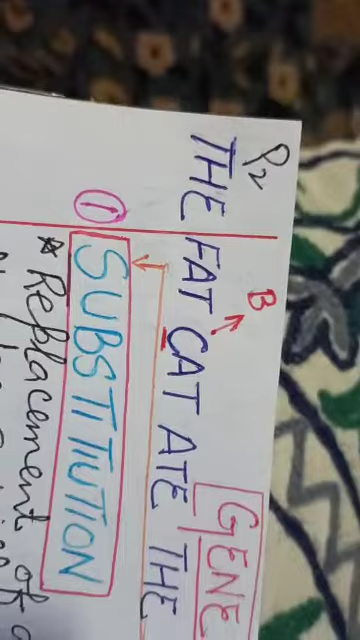 GENE
B
P2
THE FAT CAT ATE THE
① SUBSTITUTION
* Replacement of